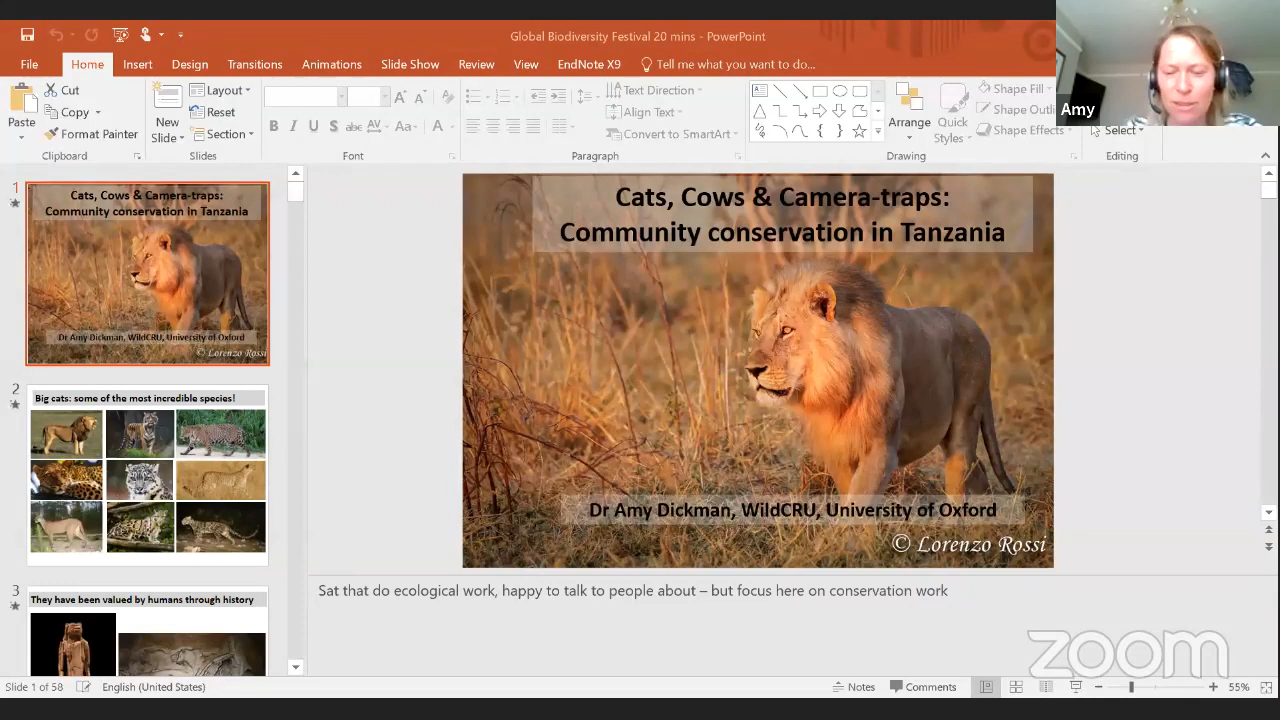 Global Biodiversity Festival 20 mins - PowerPoint
File Home Insert Design Transitions Animations Slide Show Review View EndNote X9 Tell me what you want to do...
Paste
Cut
Copy
Format Painter
Clipboard
New
Slide
Layout
Reset
Section
Slides
B I U S abc AV Aa A
Font
Text Direction
Align Text
Convert to SmartArt
Paragraph
Arrange
Quick
Styles
Shape Fill
Shape Outli
Shape Effects
Drawing
Select
Editing
Amy
1
Cats, Cows & Camera-traps:
Community conservation in Tanzania
Dr Amy Dickman, WildCRU, University of Oxford
© Lorenzo Rossi
2
Big cats: some of the most incredible species!
3
They have been valued by humans through history
Cats, Cows & Camera-traps:
Community conservation in Tanzania
Dr Amy Dickman, WildCRU, University of Oxford
© Lorenzo Rossi
Sat that do ecological work, happy to talk to people about – but focus here on conservation work
zoom
Slide 1 of 58 English (United States) Notes Comments 55%